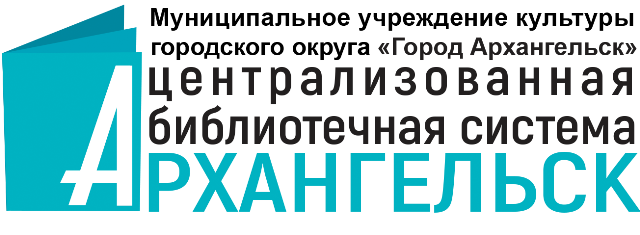 Муниципальное учреждение культуры
городского округа «Город Архангельск»
централизованная
библиотечная система
АРХАНГЕЛЬСК